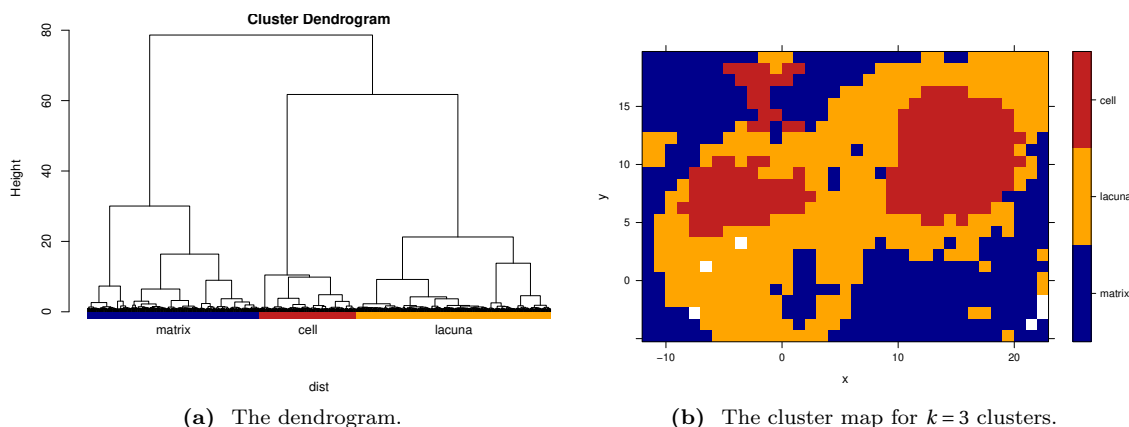 Cluster Dendrogram
80
60
40
20
0
Height
matrix cell lacuna
dist
(a) The dendrogram.
15
10
5
0
y
−10 0 10 20
x
cell
lacuna
matrix
(b) The cluster map for k = 3 clusters.